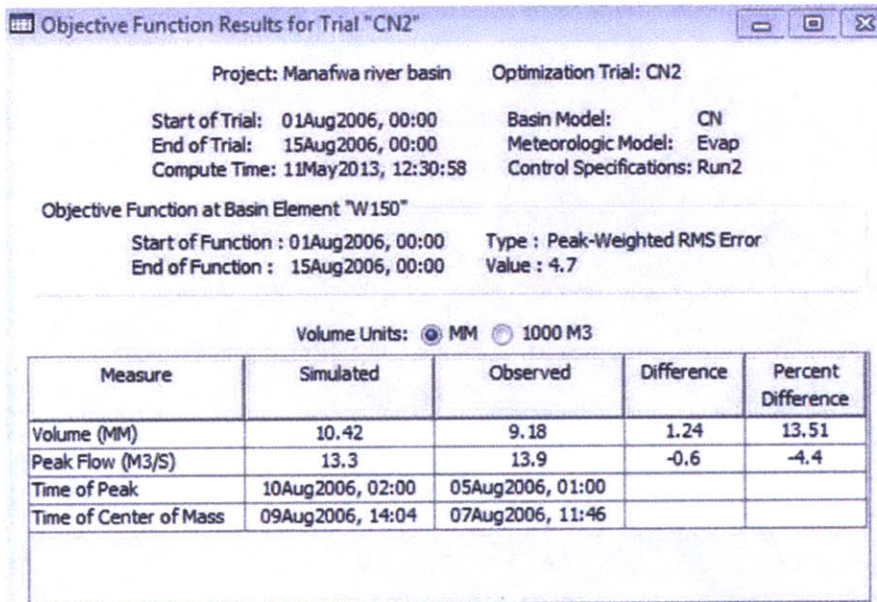 Objective Function Results for Trial "CN2"
Project: Manafwa river basin Optimization Trial: CN2
Start of Trial: 01Aug2006, 00:00 Basin Model: CN
End of Trial: 15Aug2006, 00:00 Meteorologic Model: Evap
Compute Time: 11May2013, 12:30:58 Control Specifications: Run2
Objective Function at Basin Element "W150"
Start of Function : 01Aug2006, 00:00 Type : Peak-Weighted RMS Error
End of Function : 15Aug2006, 00:00 Value : 4.7
Volume Units: MM 1000 M3
Measure Simulated Observed Difference Percent
Difference
Volume (MM) 10.42 9.18 1.24 13.51
Peak Flow (M3/S) 13.3 13.9 -0.6 -4.4
Time of Peak 10Aug2006, 02:00 05Aug2006, 01:00
Time of Center of Mass 09Aug2006, 14:04 07Aug2006, 11:46